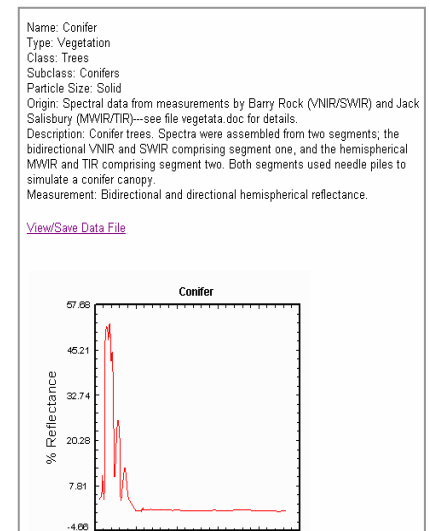 Name: Conifer
Type: Vegetation
Class: Trees
Subclass: Conifers
Particle Size: Solid
Origin: Spectral data from measurements by Barry Rock (VNIR/SWIR) and Jack
Salisbury (MWIR/TIR)---see file vegetata.doc for details.
Description: Conifer trees. Spectra were assembled from two segments; the
bidirectional VNIR and SWIR comprising segment one, and the hemispherical
MWIR and TIR comprising segment two. Both segments used needle piles to
simulate a conifer canopy.
Measurement: Bidirectional and directional hemispherical reflectance.
View/Save Data File
Conifer
57.68
45.21
32.74
20.28
7.81
-4.66
% Reflectance